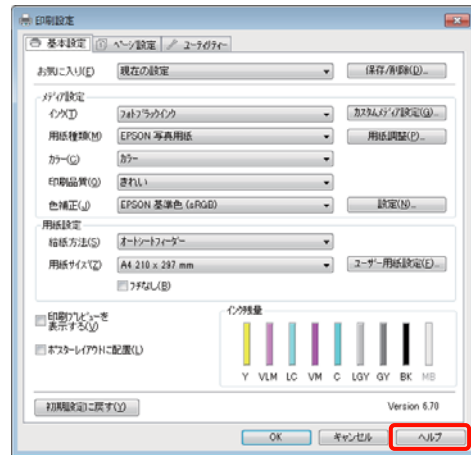 印刷設定
基本設定 ページ設定 ユーティリティー
お気に入り(F) 現在の設定 保存/削除(D)...
メディア設定
インク(I) フォトブラックインク カスタムメディア設定(G)...
用紙種類(M) EPSON 写真用紙 用紙調整(P)...
カラー(C) カラー
印刷品質(Q) きれい
色補正(J) EPSON 基準色 (sRGB) 設定(N)...
用紙設定
給紙方法(S) オートシートフィーダー
用紙サイズ(Z) A4 210 x 297 mm ユーザー用紙設定(E)...
フチなし(B)
インク残量
印刷プレビューを
表示する(V)
ポスターレイアウトに配置(L)
Y VLM LC VM C LGY GY BK MB
初期設定に戻す(Y) Version 6.70
OK キャンセル ヘルプ